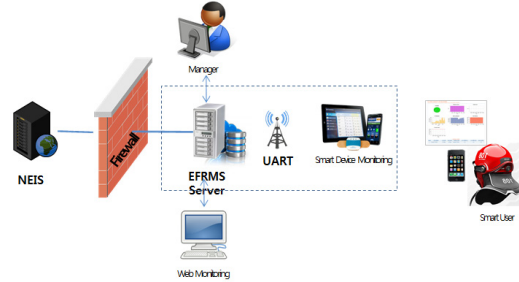 Manager
Firewall
NEIS
EFRMS
Server
UART
Smart Device Monitoring
Smart User
Web Monitoring